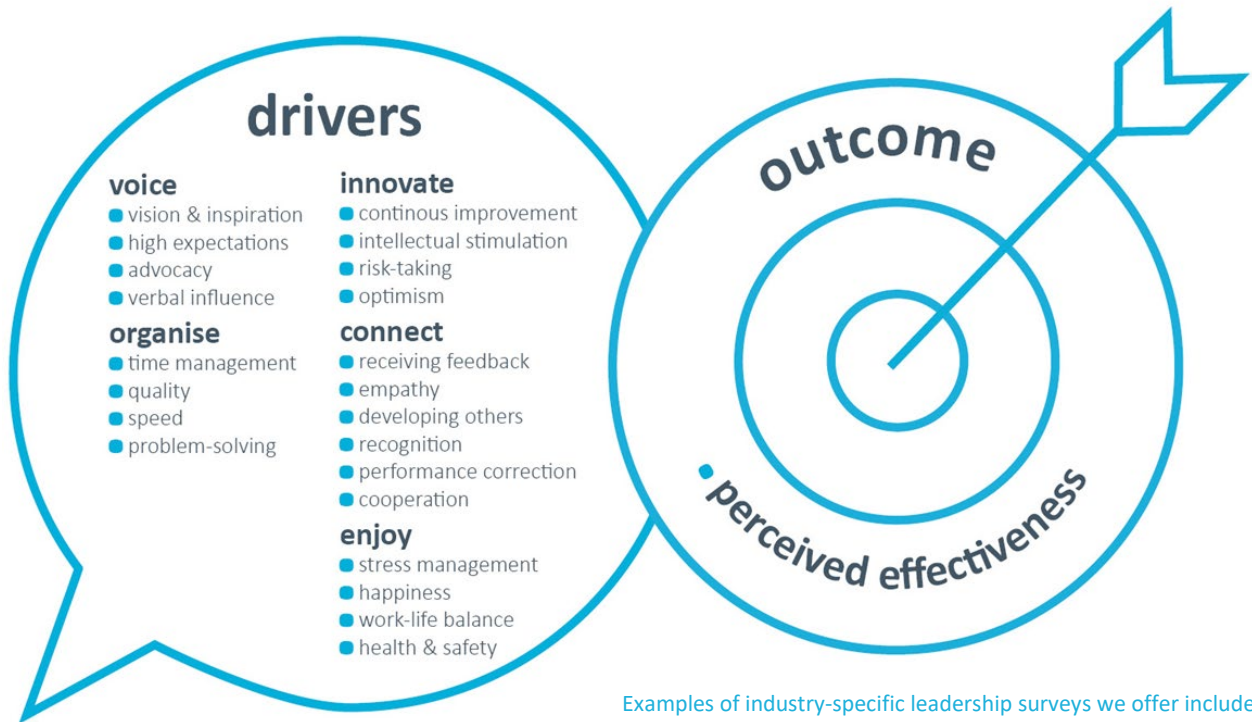 drivers
voice
vision & inspiration
high expectations
advocacy
verbal influence
organise
time management
quality
speed
problem-solving
innovate
continous improvement
intellectual stimulation
risk-taking
optimism
connect
receiving feedback
empathy
developing others
recognition
performance correction
cooperation
enjoy
stress management
happiness
work-life balance
health & safety
outcome
perceived effectiveness
Examples of industry-specific leadership surveys we offer include